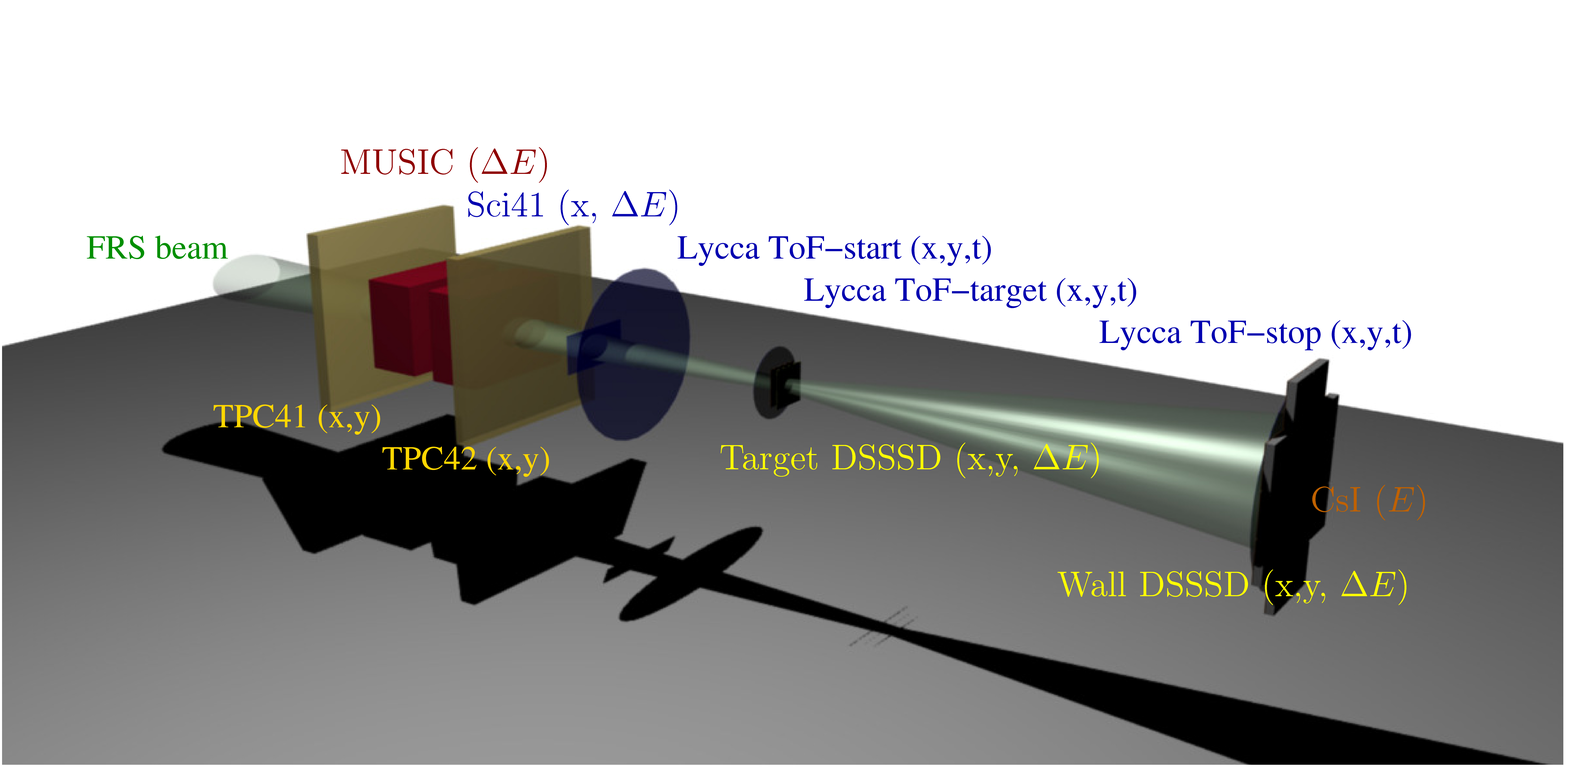 MUSIC (ΔE)
Sci41 (x, ΔE)
FRS beam
Lycca ToF−start (x,y,t)
Lycca ToF−target (x,y,t)
Lycca ToF−stop (x,y,t)
TPC41 (x,y)
TPC42 (x,y)
Target DSSSD (x,y, ΔE)
CsI (E)
Wall DSSSD (x,y, ΔE)